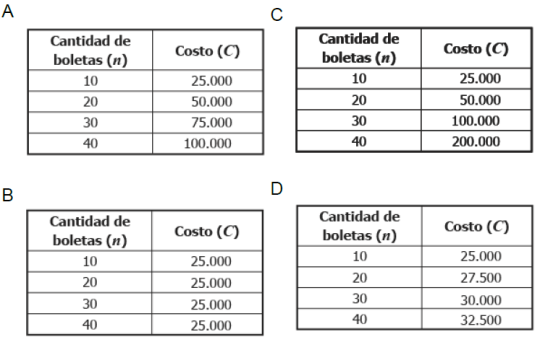 A
Cantidad de
boletas (n) Costo (C)
10 25.000
20 50.000
30 75.000
40 100.000
B
Cantidad de
boletas (n) Costo (C)
10 25.000
20 25.000
30 25.000
40 25.000
C
Cantidad de
boletas (n) Costo (C)
10 25.000
20 50.000
30 100.000
40 200.000
D
Cantidad de
boletas (n) Costo (C)
10 25.000
20 27.500
30 30.000
40 32.500